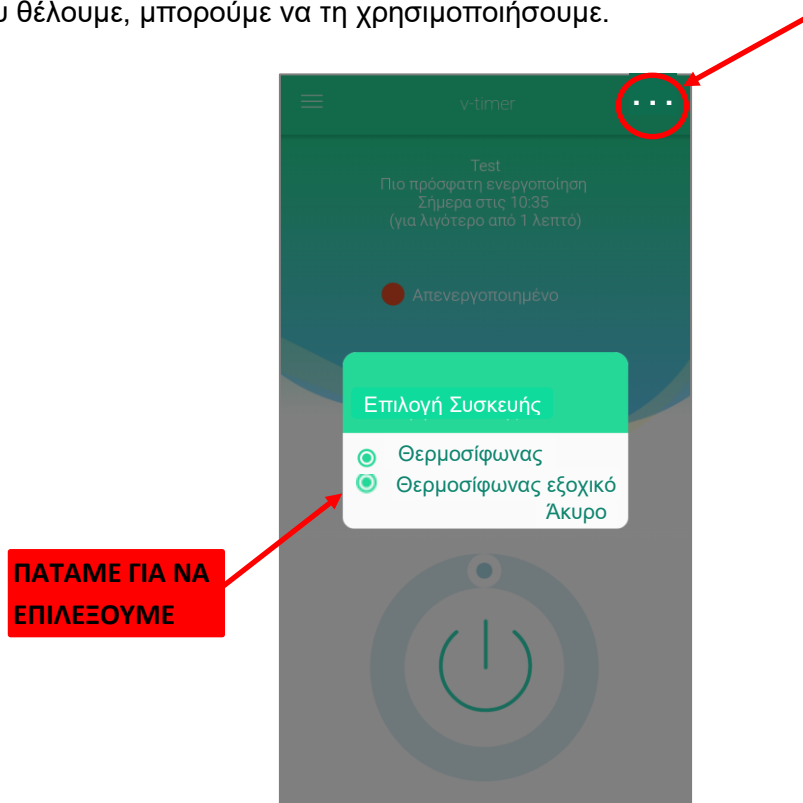 υ θέλουμε, μπορούμε να τη χρησιμοποιήσουμε.
v-timer
Test
Πιο πρόσφατη ενεργοποίηση
Σήμερα στις 10:35
(για λιγότερο από 1 λεπτό)
Απενεργοποιημένο
Επιλογή Συσκευής
Θερμοσίφωνας
Θερμοσίφωνας εξοχικό
Άκυρο
ΠΑΤΑΜΕ ΓΙΑ ΝΑ
ΕΠΙΛΕΞΟΥΜΕ